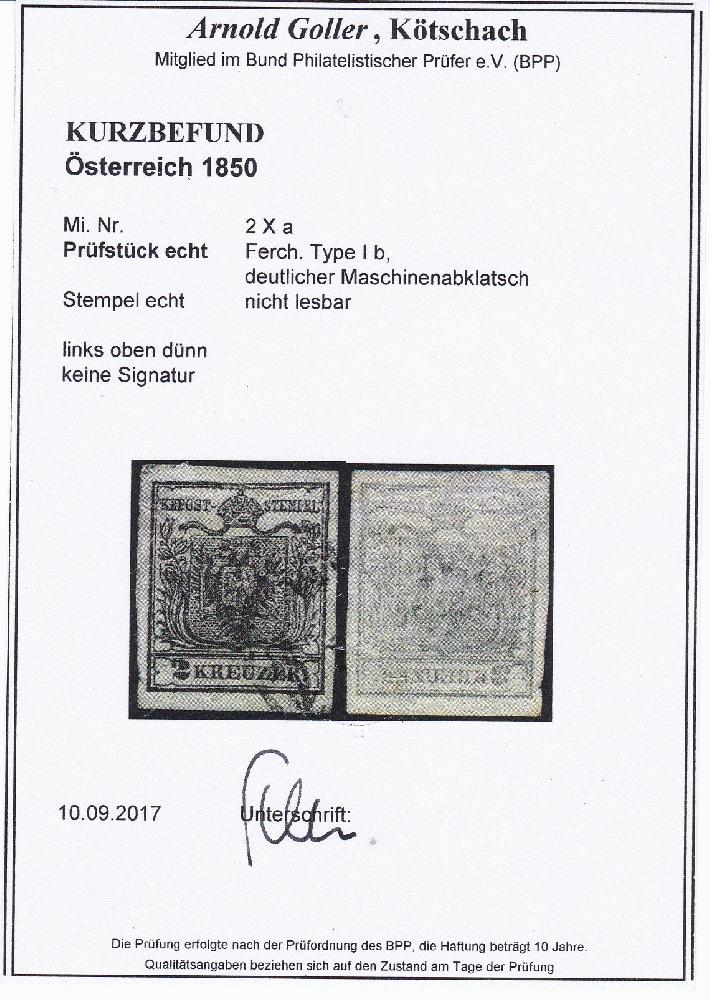 Arnold Goller, Kötschach
Mitglied im Bund Philatelistischer Prüfer e.V. (BPP)
KURZBEFUND
Österreich 1850
Mi. Nr. 2 X a
Prüfstück echt Ferch. Type I b,
deutlicher Maschinenabklatsch
Stempel echt nicht lesbar
links oben dünn
keine Signatur
KKPOST-STEMPEL
2 KREUZER
10.09.2017 Unterschrift:
Die Prüfung erfolgte nach der Prüfordnung des BPP, die Haftung beträgt 10 Jahre.
Qualitätsangaben beziehen sich auf den Zustand am Tage der Prüfung